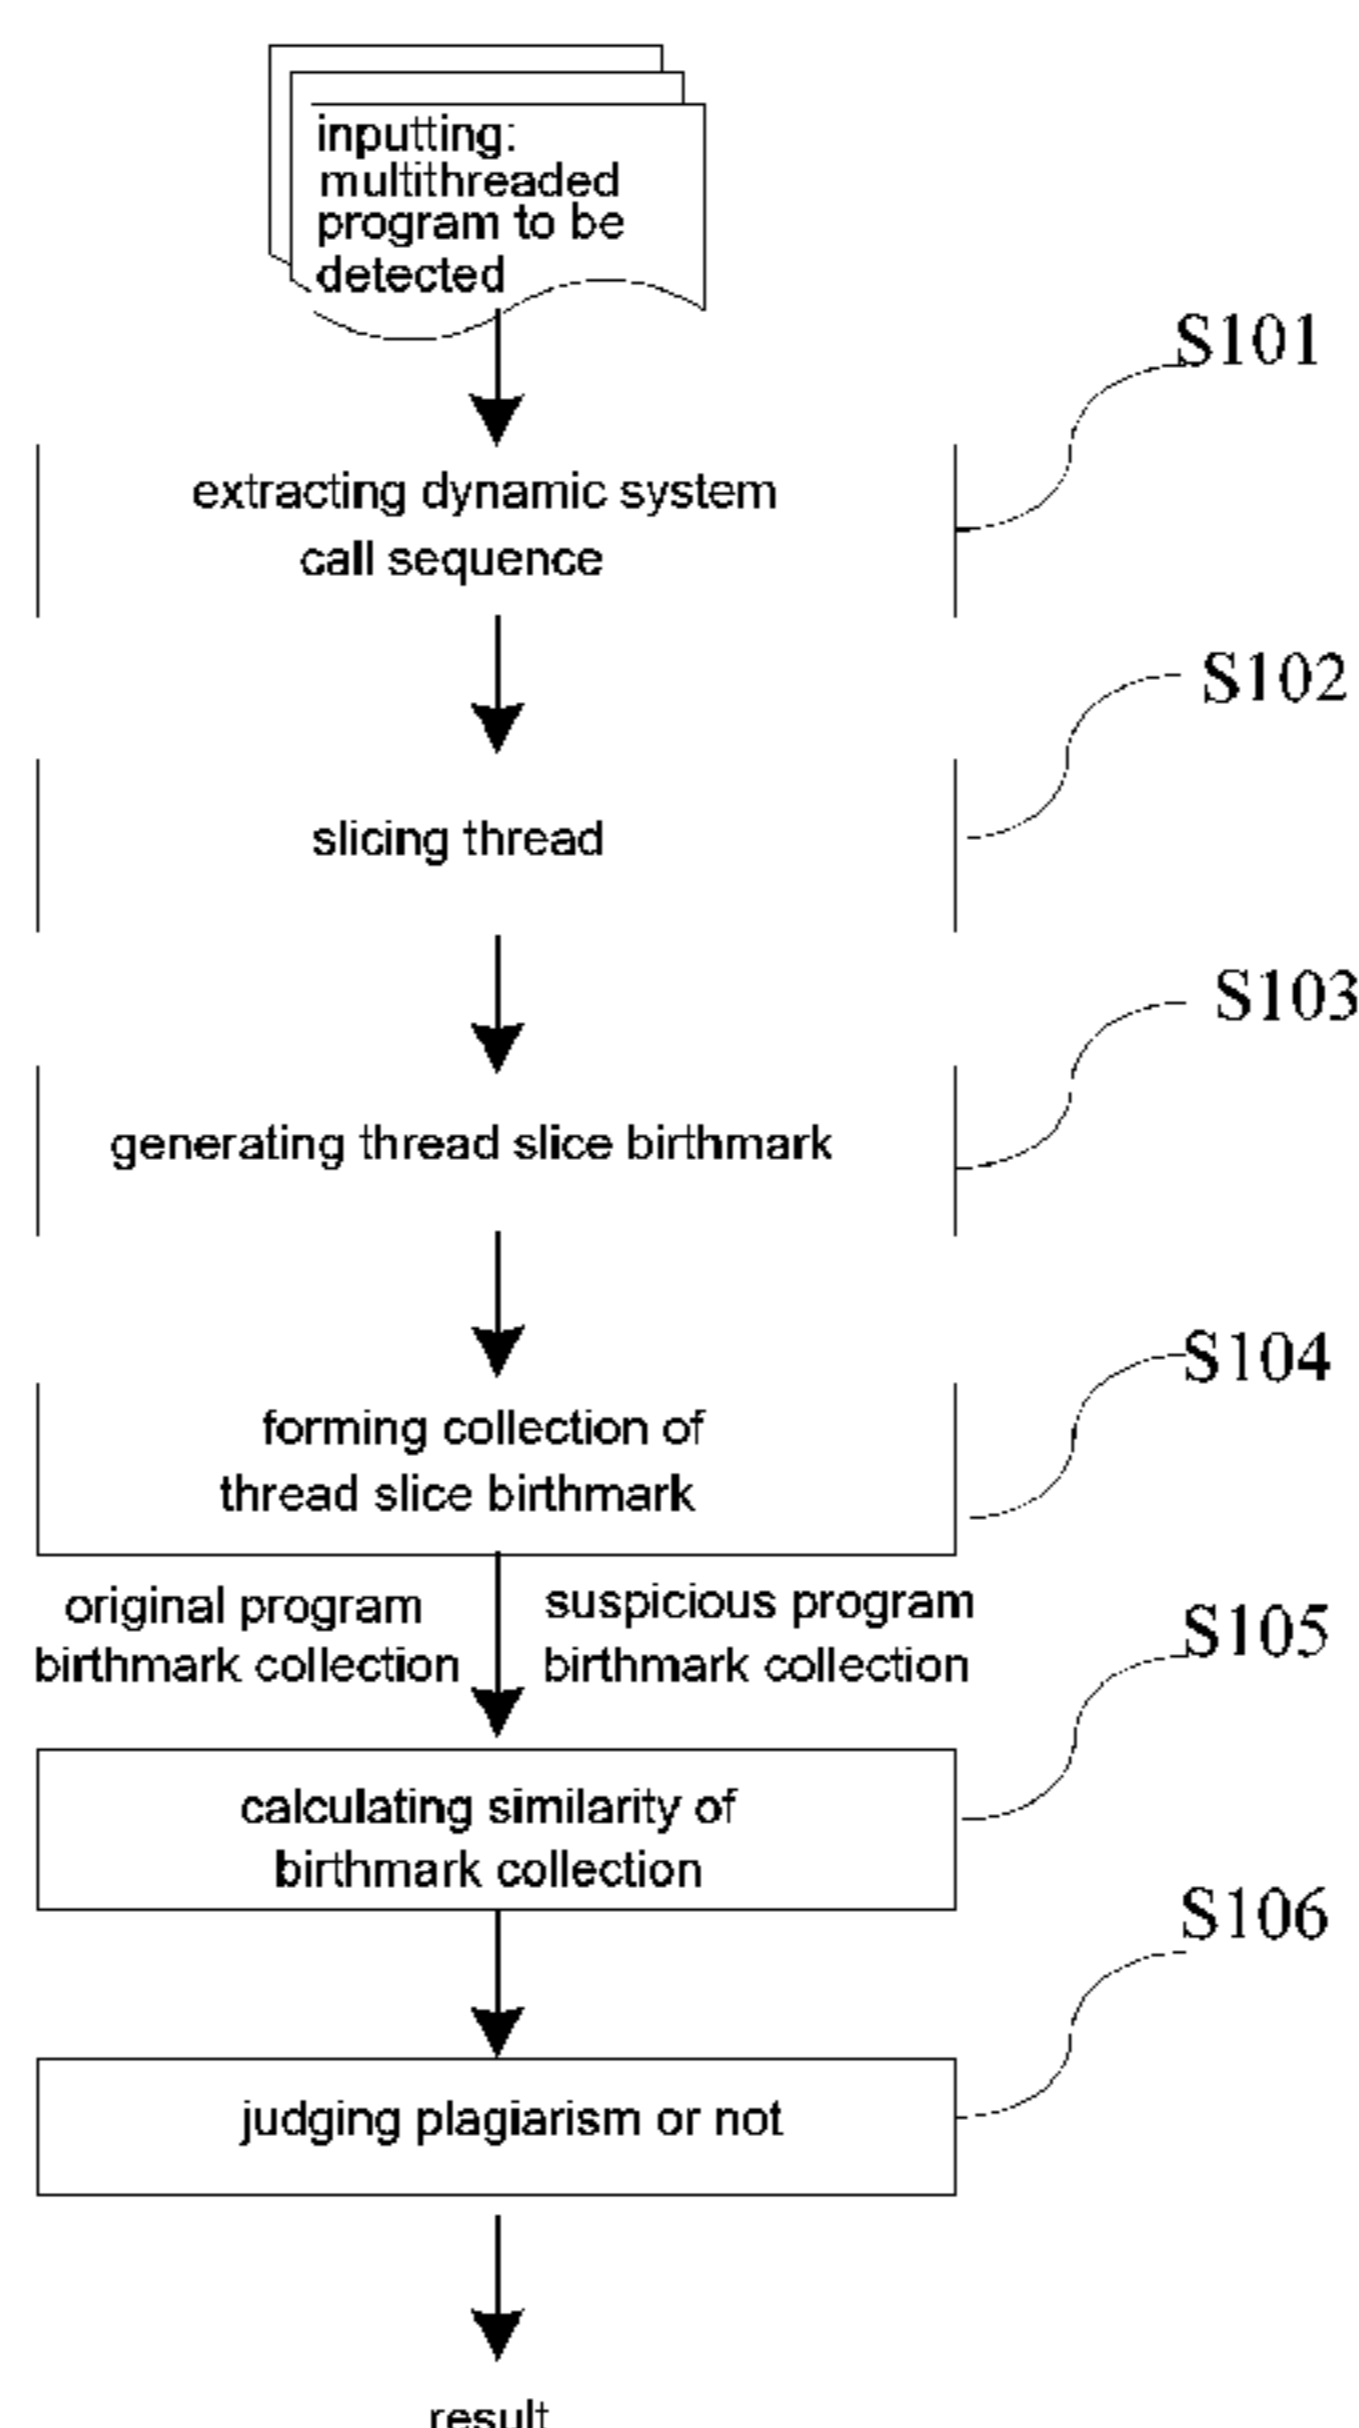 inputting:
multithreaded
program to be
detected
S101
extracting dynamic system
call sequence
S102
slicing thread
S103
generating thread slice birthmark
S104
forming collection of
thread slice birthmark
original program
birthmark collection
suspicious program
birthmark collection
S105
calculating similarity of
birthmark collection
S106
judging plagiarism or not
result